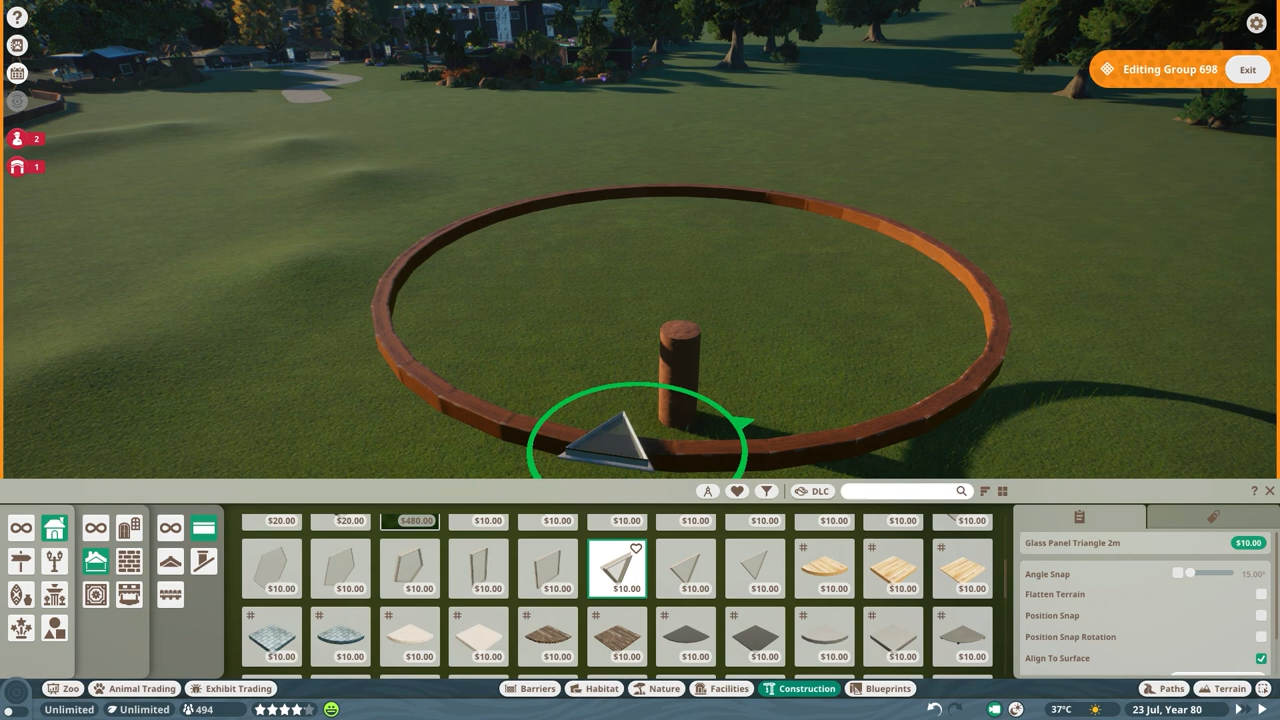 ?
Editing Group 698
Exit
2
1
DLC
? ×
$20.00 $20.00 $480.00 $10.00 $10.00 $10.00 $10.00 $10.00 $10.00 $10.00
$10.00 $10.00 $10.00 $10.00 $10.00 $10.00 $10.00 $10.00 $10.00 $10.00 $10.00
$10.00 $10.00 $10.00 $10.00 $10.00 $10.00 $10.00 $10.00 $10.00 $10.00 $10.00
Glass Panel Triangle 2m $10.00
Angle Snap 15.00°
Flatten Terrain
Position Snap
Position Snap Rotation
Align To Surface
Zoo Animal Trading Exhibit Trading Barriers Habitat Nature Facilities Construction Blueprints Paths Terrain
Unlimited Unlimited 494 37°C 23 Jul, Year 80